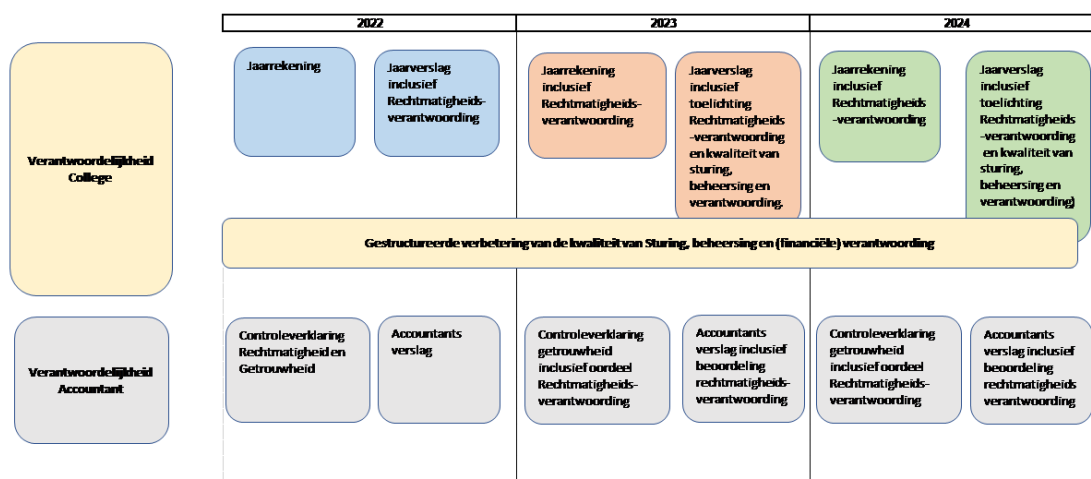 2022
2023
2024
Verantwoordelijkheid
College
Jaarrekening
Jaarverslag
inclusief
Rechtmatigheids-
verantwoording
Jaarrekening
inclusief
Rechtmatigheids-
verantwoording
Jaarverslag
inclusief
toelichting
Rechtmatigheids
-verantwoording
en kwaliteit van
sturing,
beheersing en
verantwoording.
Jaarrekening
inclusief
Rechtmatigheids
-verantwoording
Jaarverslag
inclusief
toelichting
Rechtmatigheids
-verantwoording
en kwaliteit van
sturing,
beheersing en
verantwoording)
Gestructureerde verbetering van de kwaliteit van Sturing, beheersing en (financiële) verantwoording
Verantwoordelijkheid
Accountant
Controleverklaring
Rechtmatigheid en
Getrouwheid
Accountants
verslag
Controleverklaring
getrouwheid
inclusief oordeel
Rechtmatigheids-
verantwoording
Accountants
verslag inclusief
beoordeling
rechtmatigheids-
verantwoording
Controleverklaring
getrouwheid
inclusief oordeel
Rechtmatigheids-
verantwoording
Accountants
verslag inclusief
beoordeling
rechtmatigheids
verantwoording